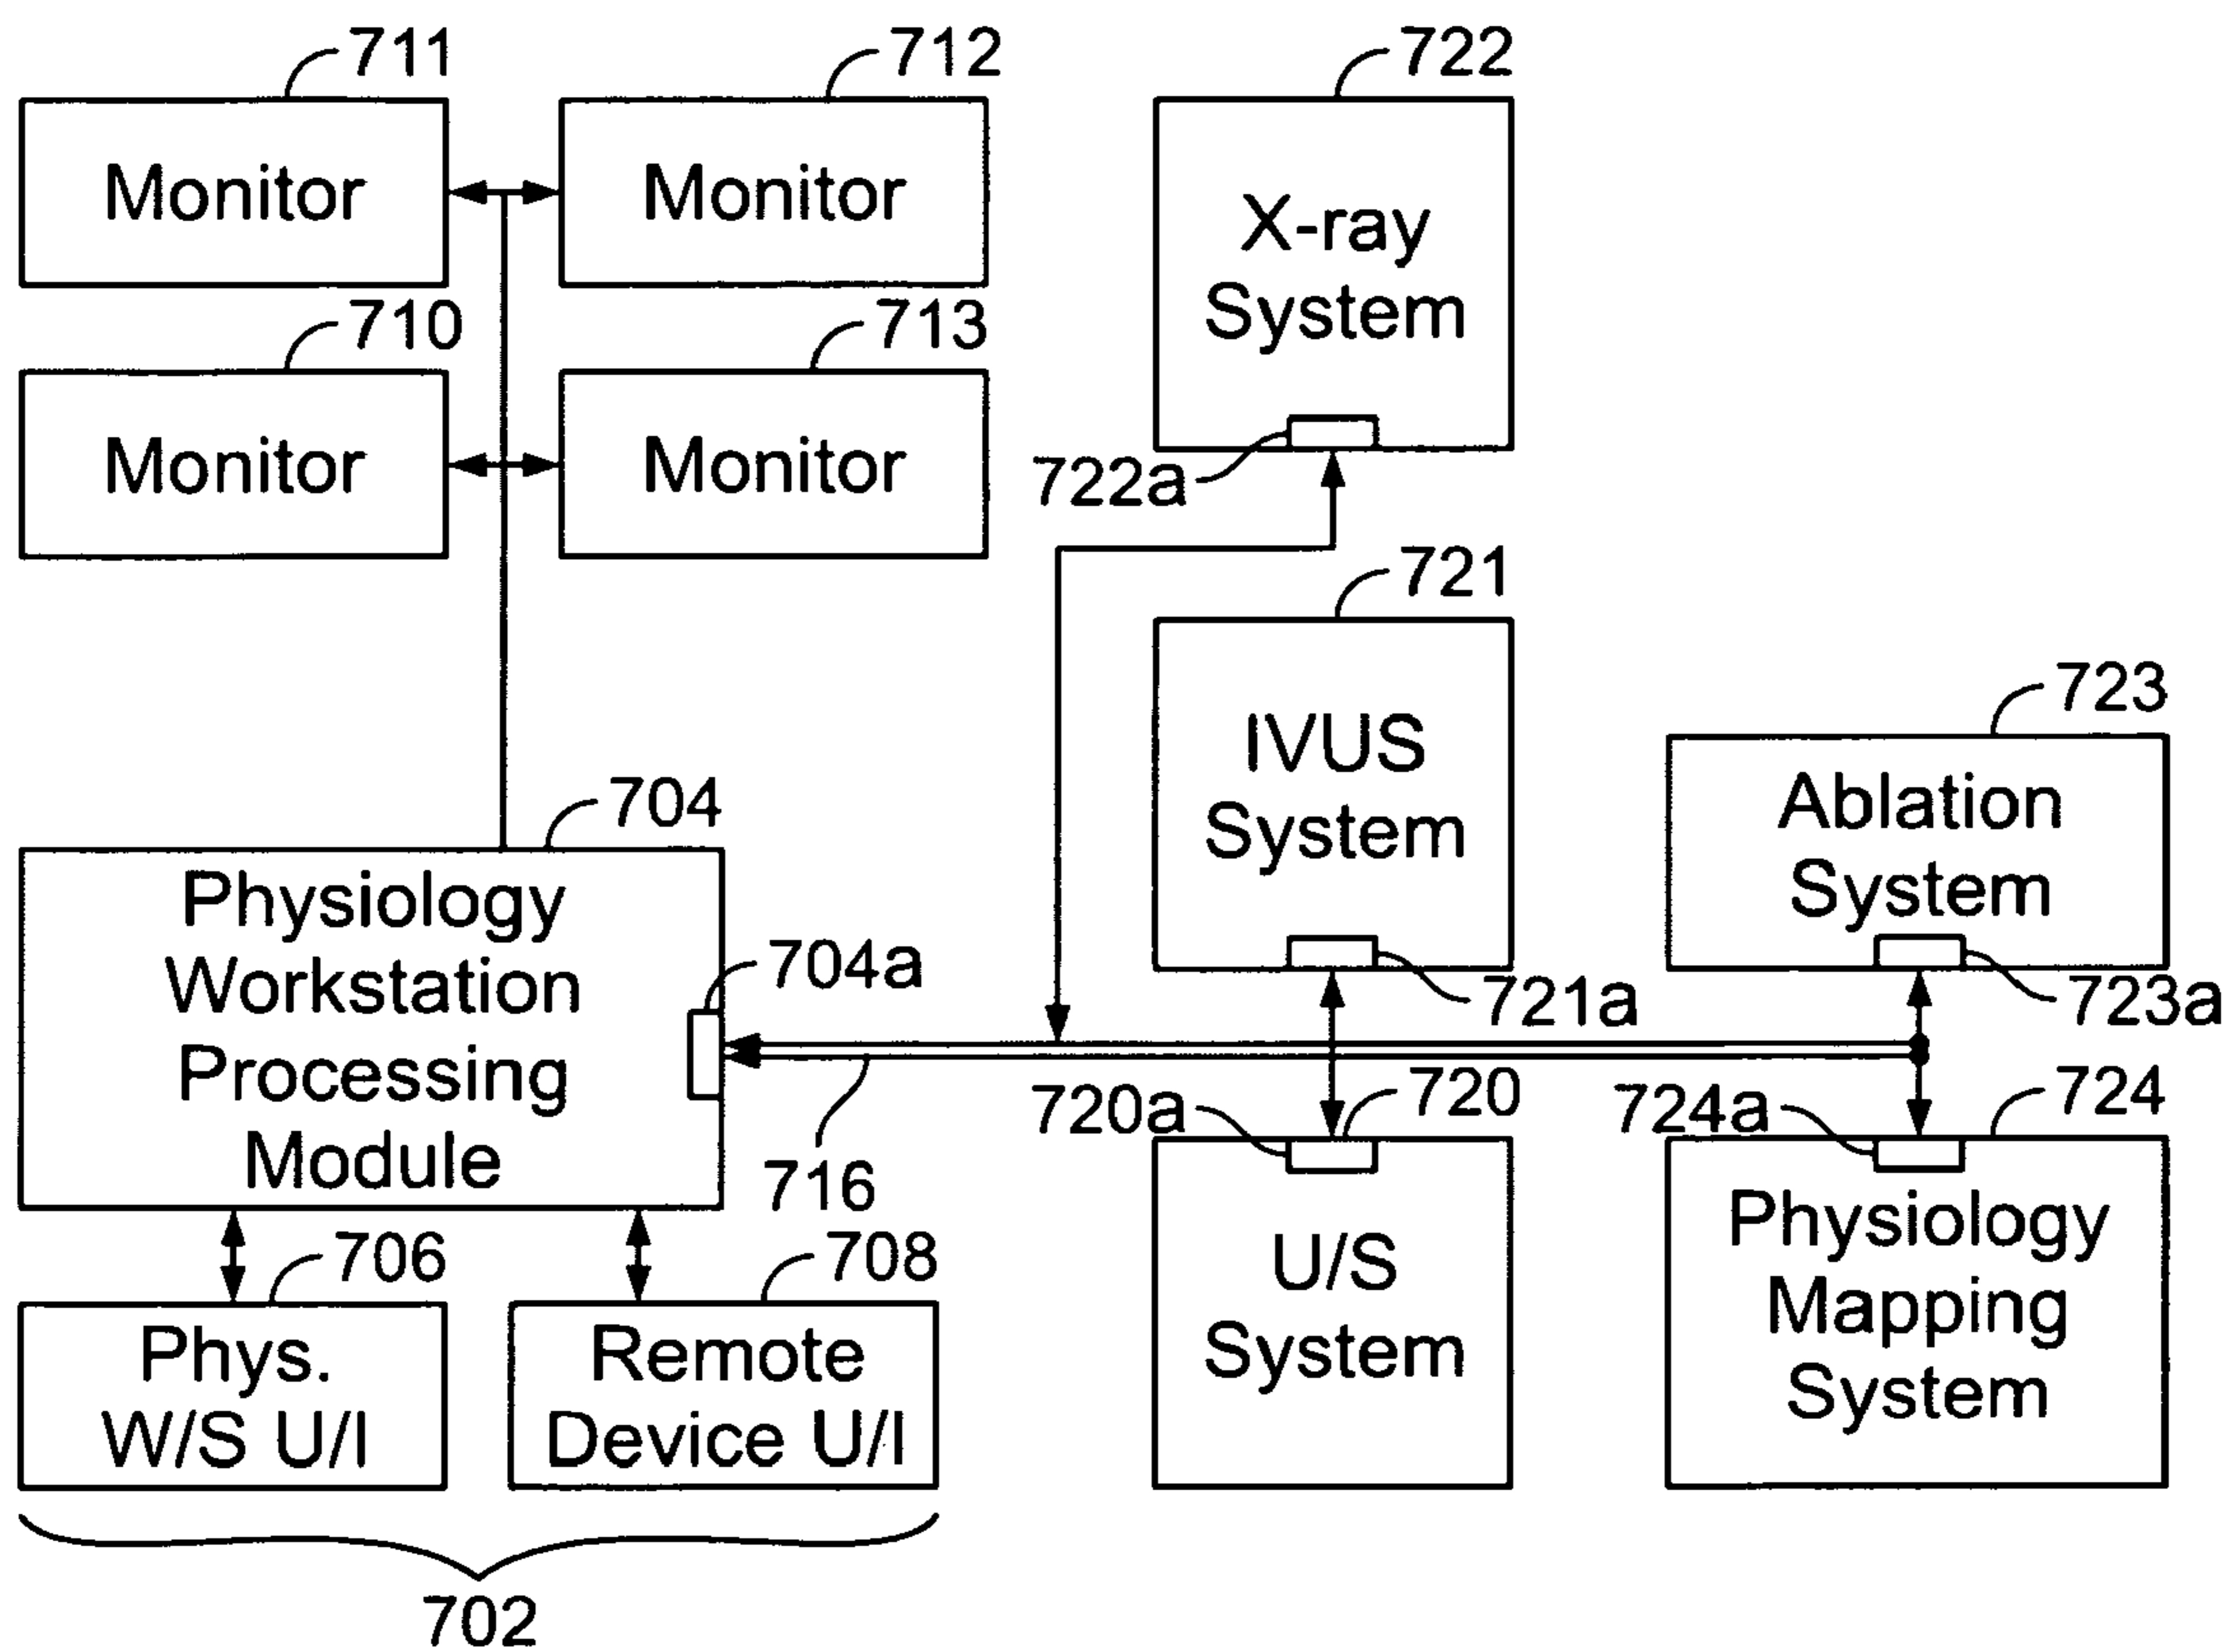 711
712
722
Monitor
Monitor
X-ray
System
710
713
722a
Monitor
Monitor
721
IVUS
System
721a
723
Ablation
System
723a
704
Physiology
Workstation
Processing
Module
704a
716
720a
720
U/S
System
724a
724
Physiology
Mapping
System
706
708
Phys.
W/S U/I
Remote
Device U/I
702